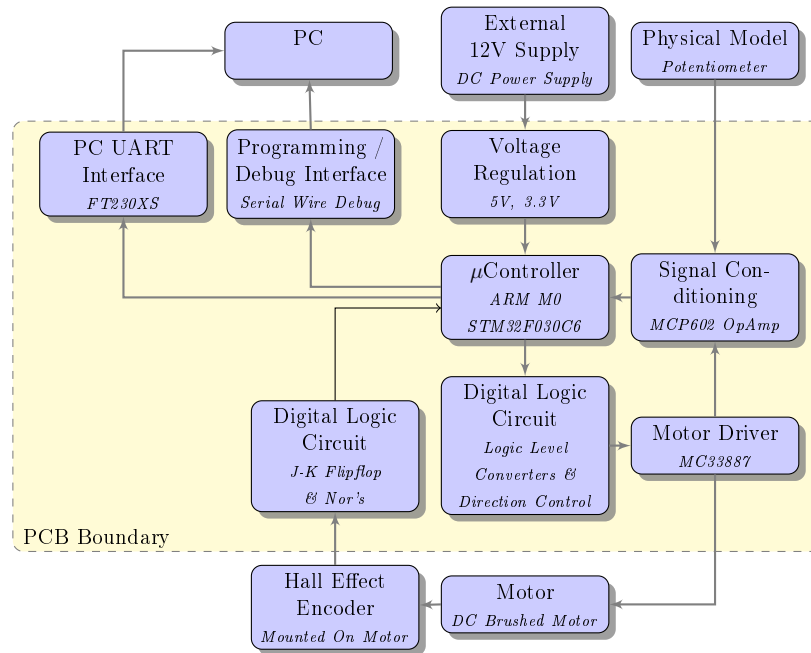 PC
External
12V Supply
DC Power Supply
Physical Model
Potentiometer
PC UART
Interface
FT230XS
Programming /
Debug Interface
Serial Wire Debug
Voltage
Regulation
5V, 3.3V
μController
ARM M0
STM32F030C6
Signal Con-
ditioning
MCP602 OpAmp
Digital Logic
Circuit
J-K Flipflop
& Nor's
Digital Logic
Circuit
Logic Level
Converters &
Direction Control
Motor Driver
MC33887
PCB Boundary
Hall Effect
Encoder
Mounted On Motor
Motor
DC Brushed Motor